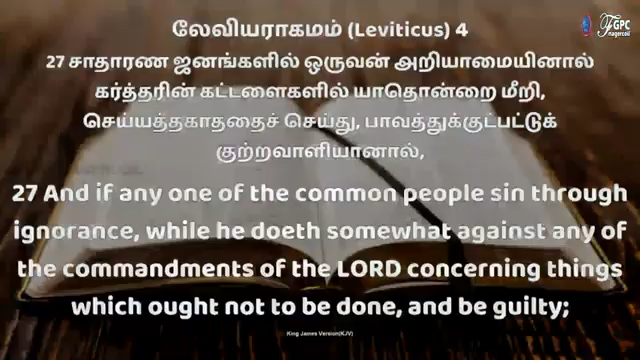 GPC
nagercoil
லேவியராகமம் (Leviticus) 4
27 சாதாரண ஜனங்களில் ஒருவன் அறியாமையினால்
கர்த்தரின் கட்டளைகளில் யாதொன்றை மீறி,
செய்யத்தகாததைச் செய்து, பாவத்துக்குட்பட்டுக்
குற்றவாளியானால்,
27 And if any one of the common people sin through
ignorance, while he doeth somewhat against any of
the commandments of the LORD concerning things
which ought not to be done, and be guilty;
King James Version(KJV)